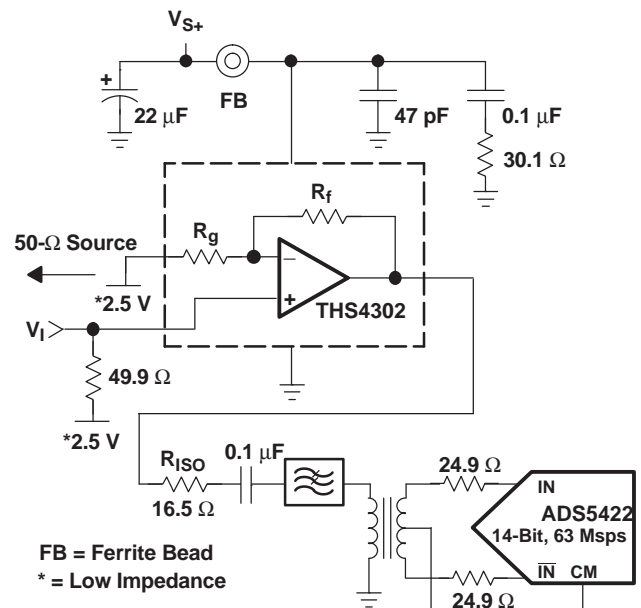 VS+
+
22 μF
FB
47 pF
0.1 μF
30.1 Ω
Rf
Rg
50-Ω Source
*2.5 V
−
+
THS4302
VI
49.9 Ω
*2.5 V
RISO
0.1 μF
16.5 Ω
24.9 Ω
IN
ADS5422
14-Bit, 63 Msps
IN CM
24.9 Ω
FB = Ferrite Bead
* = Low Impedance